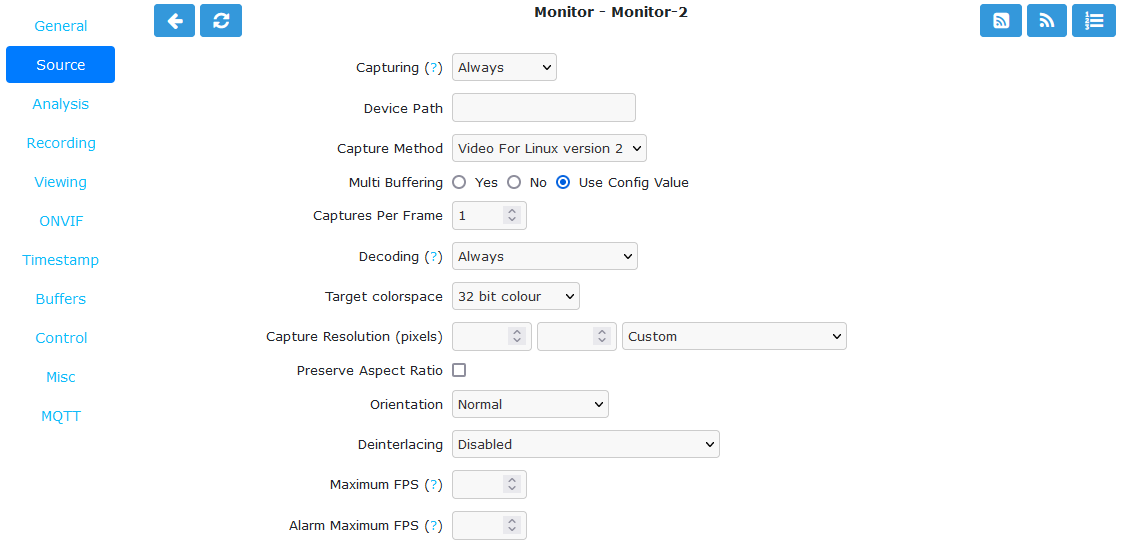 Monitor - Monitor-2
General
Source
Analysis
Recording
Viewing
ONVIF
Timestamp
Buffers
Control
Misc
MQTT
Capturing (?) Always
Device Path
Capture Method Video For Linux version 2
Multi Buffering Yes No Use Config Value
Captures Per Frame 1
Decoding (?) Always
Target colorspace 32 bit colour
Capture Resolution (pixels) Custom
Preserve Aspect Ratio
Orientation Normal
Deinterlacing Disabled
Maximum FPS (?)
Alarm Maximum FPS (?)